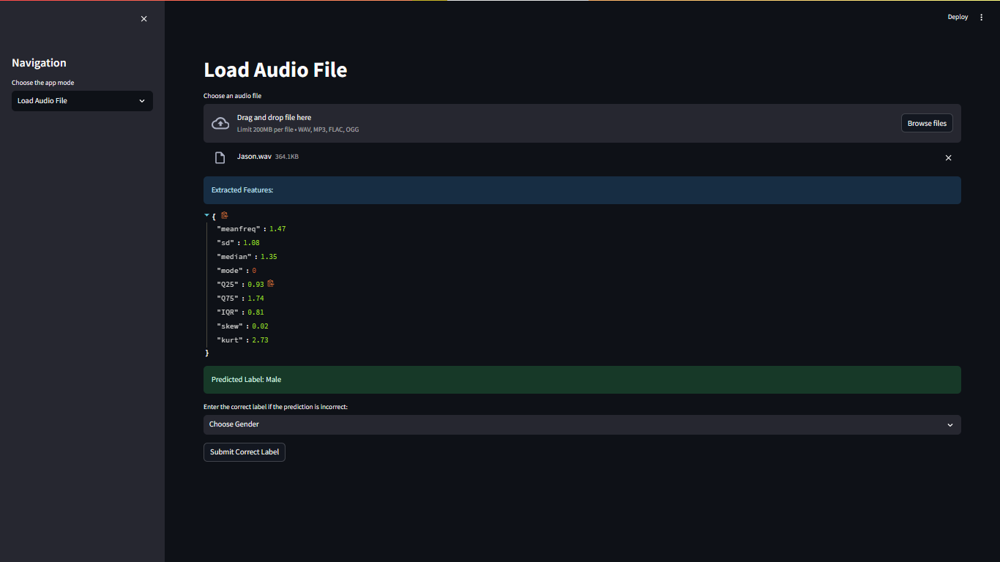 Deploy
Navigation
Choose the app mode
Load Audio File
Load Audio File
Choose an audio file
Drag and drop file here
Limit 200MB per file • WAV, MP3, FLAC, OGG
Browse files
Jason.wav 364.1KB
Extracted Features:
{
"meanfreq" : 1.47
"sd" : 1.08
"median" : 1.35
"mode" : 0
"Q25" : 0.93
"Q75" : 1.74
"IQR" : 0.81
"skew" : 0.02
"kurt" : 2.73
}
Predicted Label: Male
Enter the correct label if the prediction is incorrect:
Choose Gender
Submit Correct Label